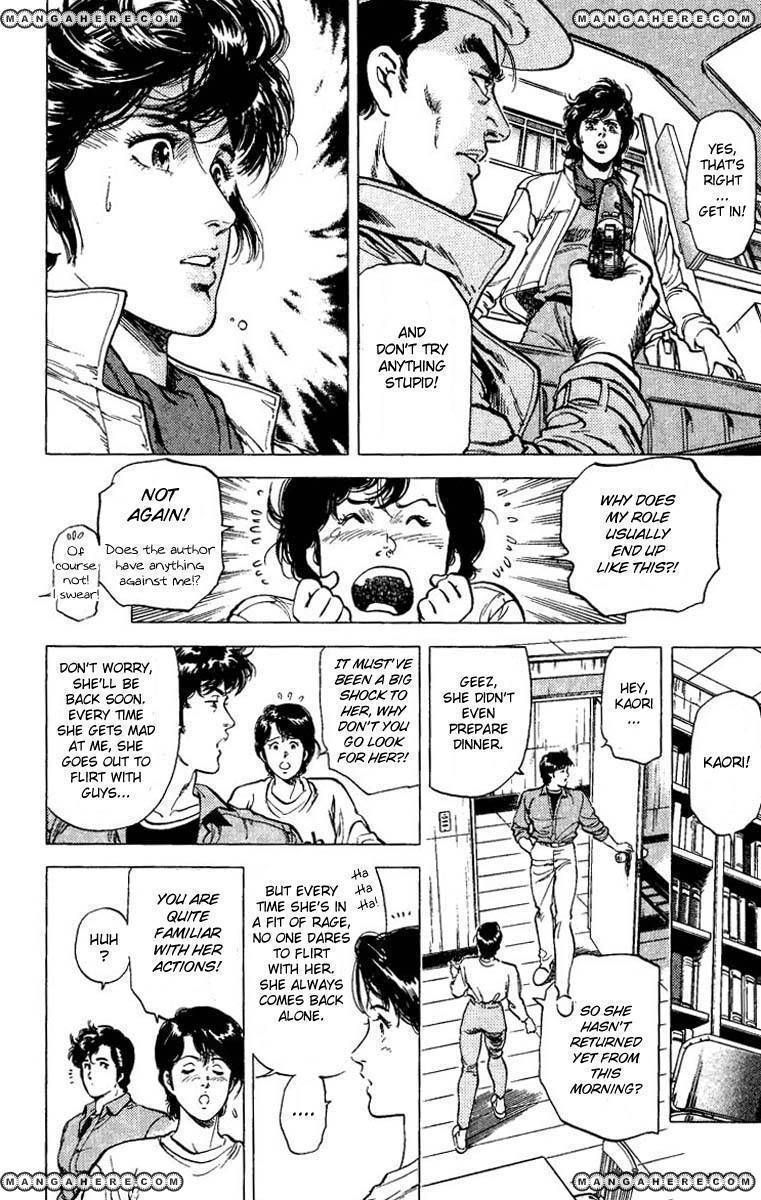 MANGAHERE.COM
MANGAHERE.COM
YES,
THAT'S
RIGHT
...
GET IN!
AND
DON'T TRY
ANYTHING
STUPID!
WHY DOES
MY ROLE
USUALLY
END UP
LIKE THIS?!
NOT
AGAIN!
Does the author
have anything
against me!?
Of
course
not!
I swear!
KAORI!
HEY,
KAORI
...
GEEZ,
SHE DIDN'T
EVEN
PREPARE
DINNER.
SO SHE
HASN'T
RETURNED
YET FROM
THIS
MORNING?
IT MUST'VE
BEEN A BIG
SHOCK TO
HER, WHY
DON'T YOU
GO LOOK
FOR HER?!
DON'T WORRY,
SHE'LL BE
BACK SOON.
EVERY TIME
SHE GETS MAD
AT ME, SHE
GOES OUT TO
FLIRT WITH
GUYS...
Ha
Ha
Ha!
BUT EVERY
TIME SHE'S IN
A FIT OF RAGE,
NO ONE DARES
TO FLIRT
WITH HER.
SHE ALWAYS
COMES BACK
ALONE.
....
YOU ARE
QUITE
FAMILIAR
WITH HER
ACTIONS!
HUH
?
MANGAHERE.COM
MANGAHERE.COM